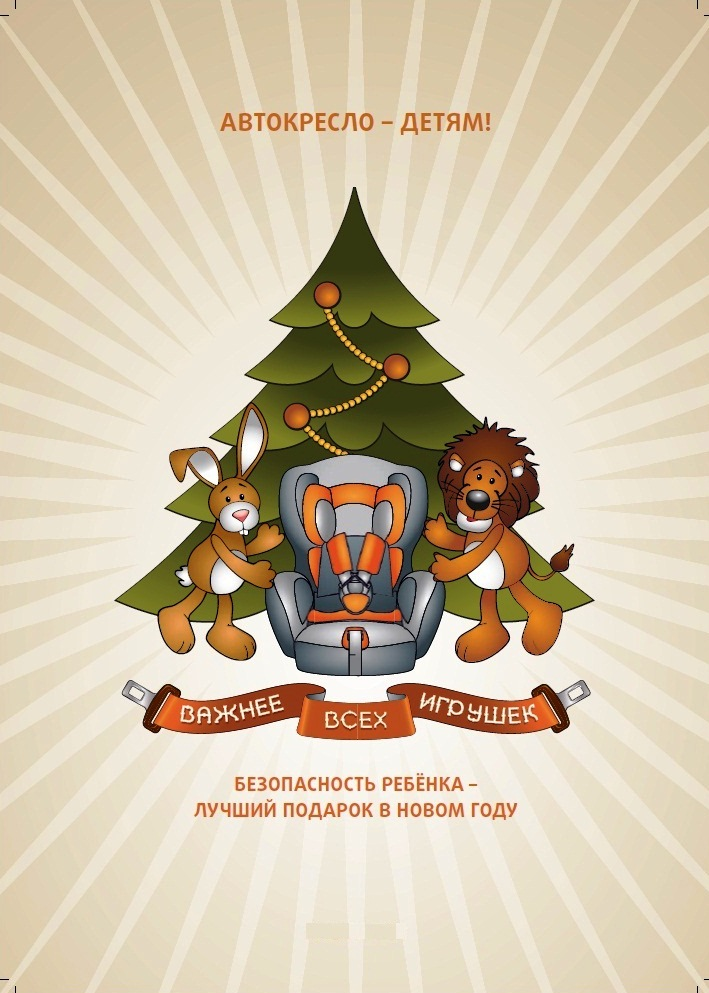 АВТОКРЕСЛО – ДЕТЯМ!
ВАЖНЕЕ ВСЕХ ИГРУШЕК
БЕЗОПАСНОСТЬ РЕБЁНКА –
ЛУЧШИЙ ПОДАРОК В НОВОМ ГОДУ